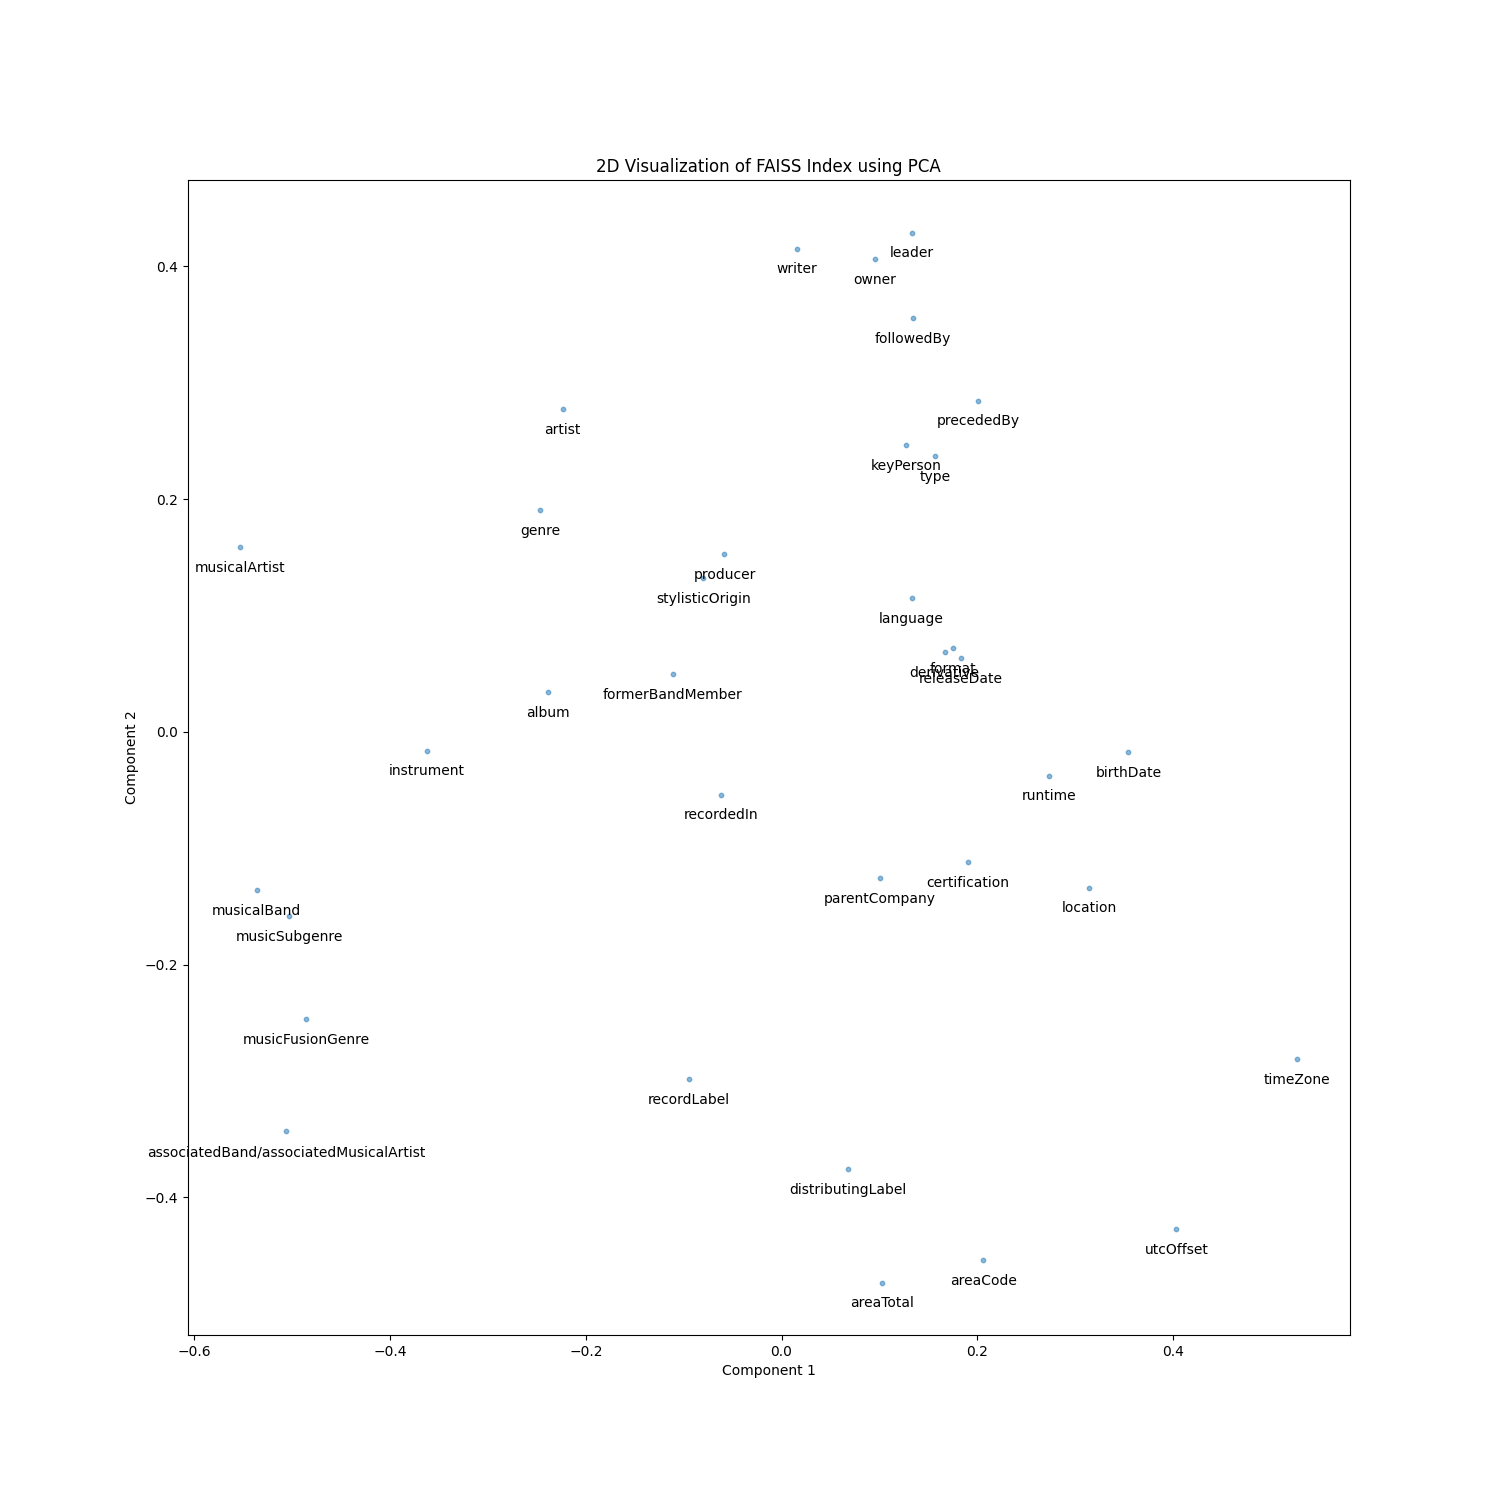 2D Visualization of FAISS Index using PCA
leader
writer
owner
followedBy
precededBy
artist
keyPerson
type
genre
musicalArtist
producer
stylisticOrigin
language
format
derivative
releaseDate
formerBandMember
album
instrument
birthDate
runtime
recordedIn
certification
parentCompany
location
musicalBand
musicSubgenre
musicFusionGenre
timeZone
recordLabel
associatedBand/associatedMusicalArtist
distributingLabel
utcOffset
areaCode
areaTotal
0.4
0.2
0.0
−0.2
−0.4
Component 2
−0.6 −0.4 −0.2 0.0 0.2 0.4
Component 1